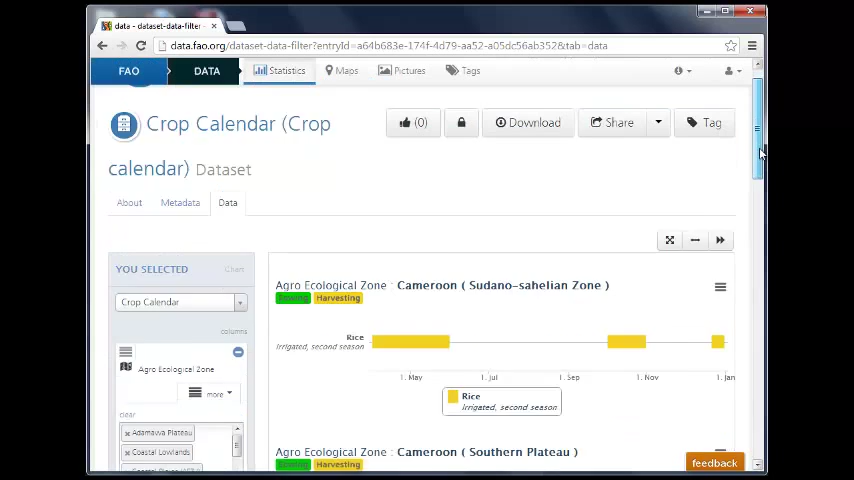 data - dataset-data-filter
data.fao.org/dataset-data-filter?entryId=a64b683e-174f-4d79-aa52-a05dc56ab352&tab=data
FAO DATA Statistics Maps Pictures Tags
Crop Calendar (Crop
calendar) Dataset
(0) Download Share Tag
About Metadata Data
YOU SELECTED Chart
Crop Calendar
columns
Agro Ecological Zone
more
clear
Adamawa Plateau
Coastal Lowlands
Agro Ecological Zone : Cameroon ( Sudano-sahelian Zone )
Sowing Harvesting
Rice
Irrigated, second season
1. May 1. Jul 1. Sep 1. Nov 1. Jan
Rice
Irrigated, second season
Agro Ecological Zone : Cameroon ( Southern Plateau )
Sowing Harvesting
feedback